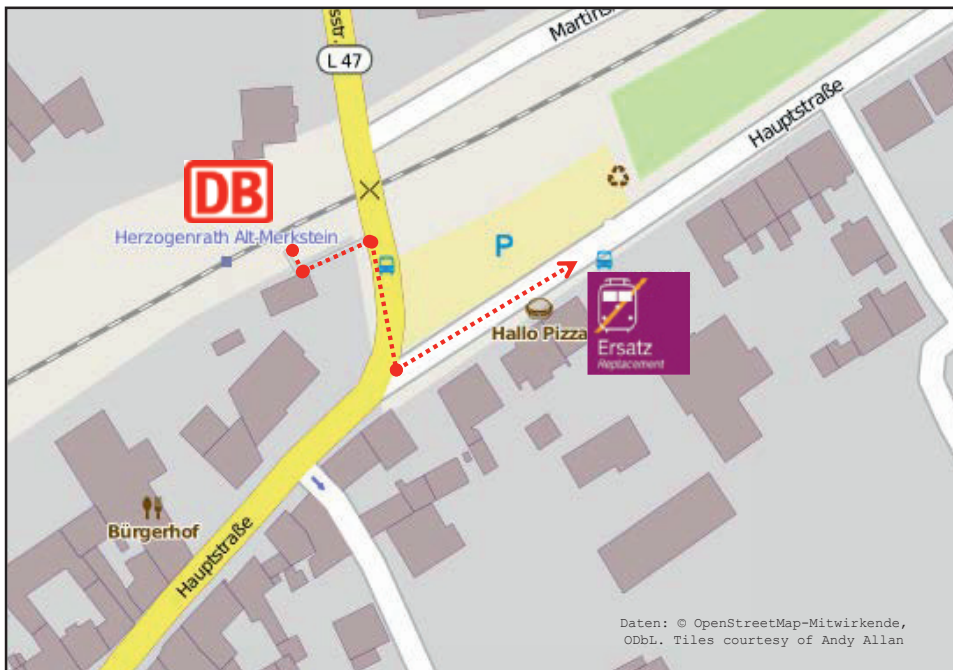 L 47
Hauptstraße
DB
Herzogenrath Alt-Merkstein
P
Hallo Pizza
Ersatz
Replacement
Bürgerhof
Hauptstraße
Daten: © OpenStreetMap-Mitwirkende,
ODbL. Tiles courtesy of Andy Allan